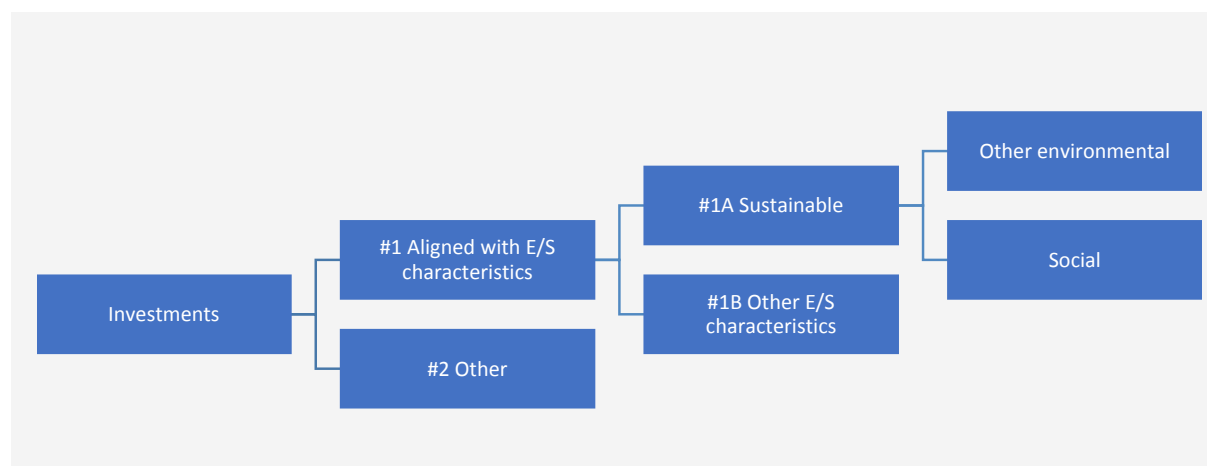 Investments
#1 Aligned with E/S
characteristics
#2 Other
#1A Sustainable
#1B Other E/S
characteristics
Other environmental
Social